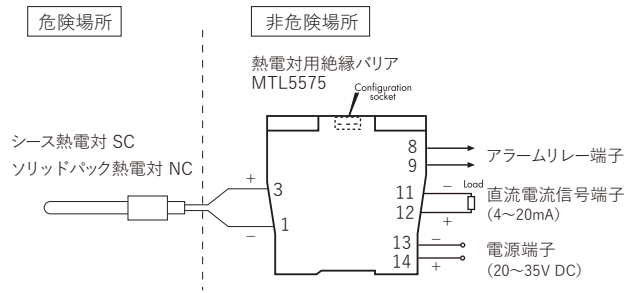 危険場所
非危険場所
熱電対用絶縁バリア
MTL5575
Configuration
socket
シース熱電対 SC
ソリッドパック熱電対 NC
+
3
1
−
8
9
アラームリレー端子
11
−
Load
直流電流信号端子
12
+
(4〜20mA)
13
−
電源端子
14
+
(20〜35V DC)